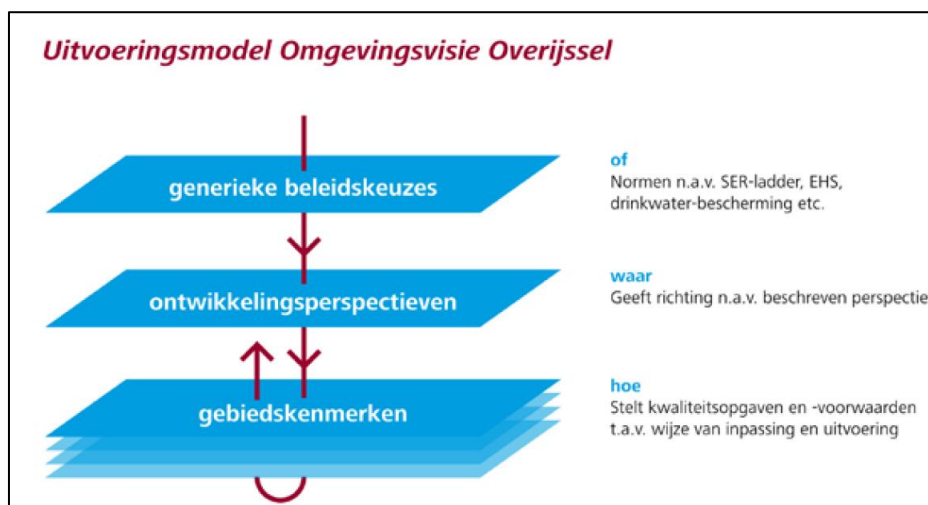 Uitvoeringsmodel Omgevingsvisie Overijssel
generieke beleidskeuzes
of
Normen n.a.v. SER-ladder, EHS,
drinkwater-bescherming etc.
ontwikkelingsperspectieven
waar
Geeft richting n.a.v. beschreven perspectie
gebiedskenmerken
hoe
Stelt kwaliteitsopgaven en -voorwaarden
t.a.v. wijze van inpassing en uitvoering